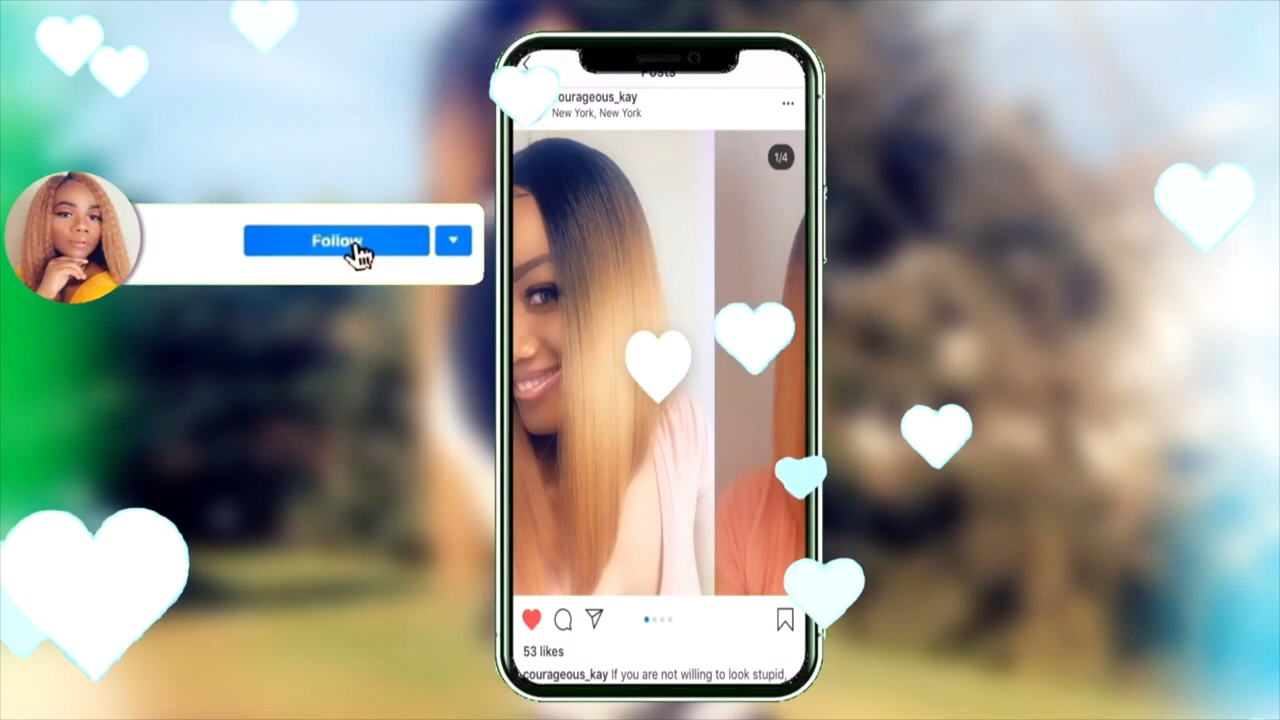 Posts
ourageous_kay
New York, New York
1/4
Follow
53 likes
courageous_kay If you are not willing to look stupid,